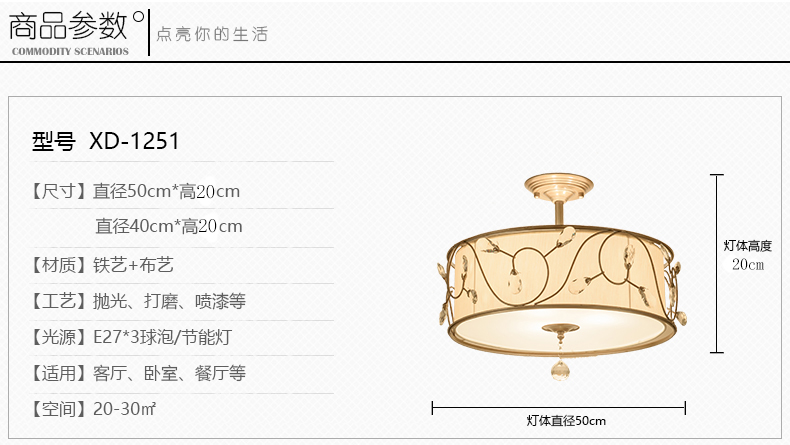 商品参数
COMMODITY SCENARIOS
点亮你的生活
型号 XD-1251
【尺寸】直径50cm*高20cm
直径40cm*高20cm
【材质】铁艺+布艺
【工艺】抛光、打磨、喷漆等
【光源】E27*3球泡/节能灯
【适用】客厅、卧室、餐厅等
【空间】20-30㎡
灯体高度
20cm
灯体直径50cm